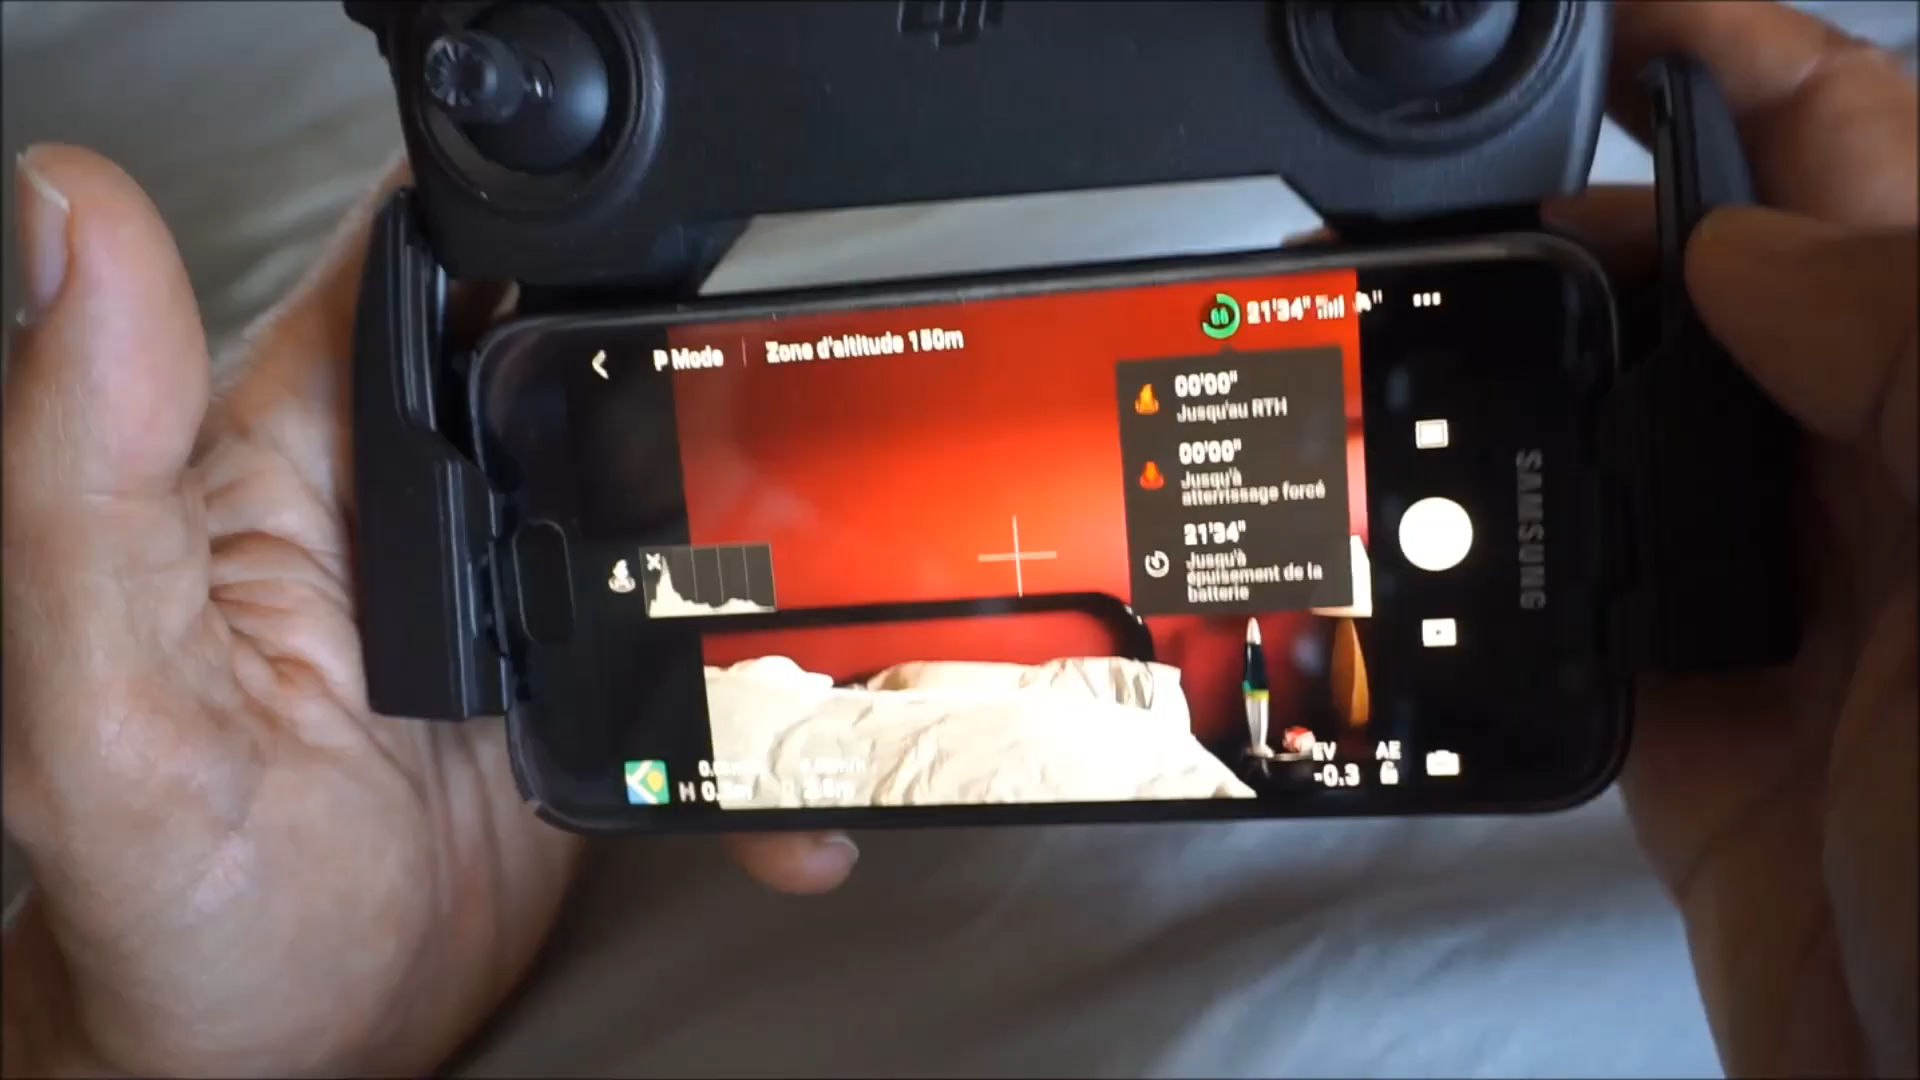 P Mode
Zone d'altitude 150m
21'34"
00'00"
Jusqu'au RTH
00'00"
Jusqu'à
atterrissage forcé
21'34"
Jusqu'à
épuisement de la
batterie
SAMSUNG
EV
-0.3
AE
H